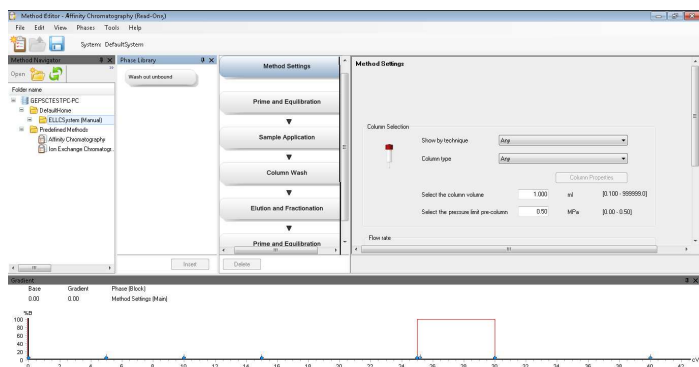 Method Editor - Affinity Chromatography (Read-Only)
File Edit View Phases Tools Help
System: DefaultSystem
Method Navigator
Open
Folder name
GEPSCTESTPC-PC
DefaultHome
ELLCSystem (Manual)
Predefined Methods
Affinity Chromatography
Ion Exchange Chromatogr..
Phase Library
Wash out unbound
Insert
Method Settings
Prime and Equilibration
Sample Application
Column Wash
Elution and Fractionation
Prime and Equilibration
Delete
Method Settings
Column Selection
Show by technique Any
Column type Any
Column Properties
Select the column volume 1.000 ml [0.100 - 999999.0]
Select the pressure limit pre-column 0.50 MPa [0.00 - 0.50]
Flow rate
Gradient
Base Gradient Phase (Block)
0.00 0.00 Method Settings (Main)
%B
100
80
60
40
20
0
0 2 4 6 8 10 12 14 16 18 20 22 24 26 28 30 32 34 36 38 40 42
CV